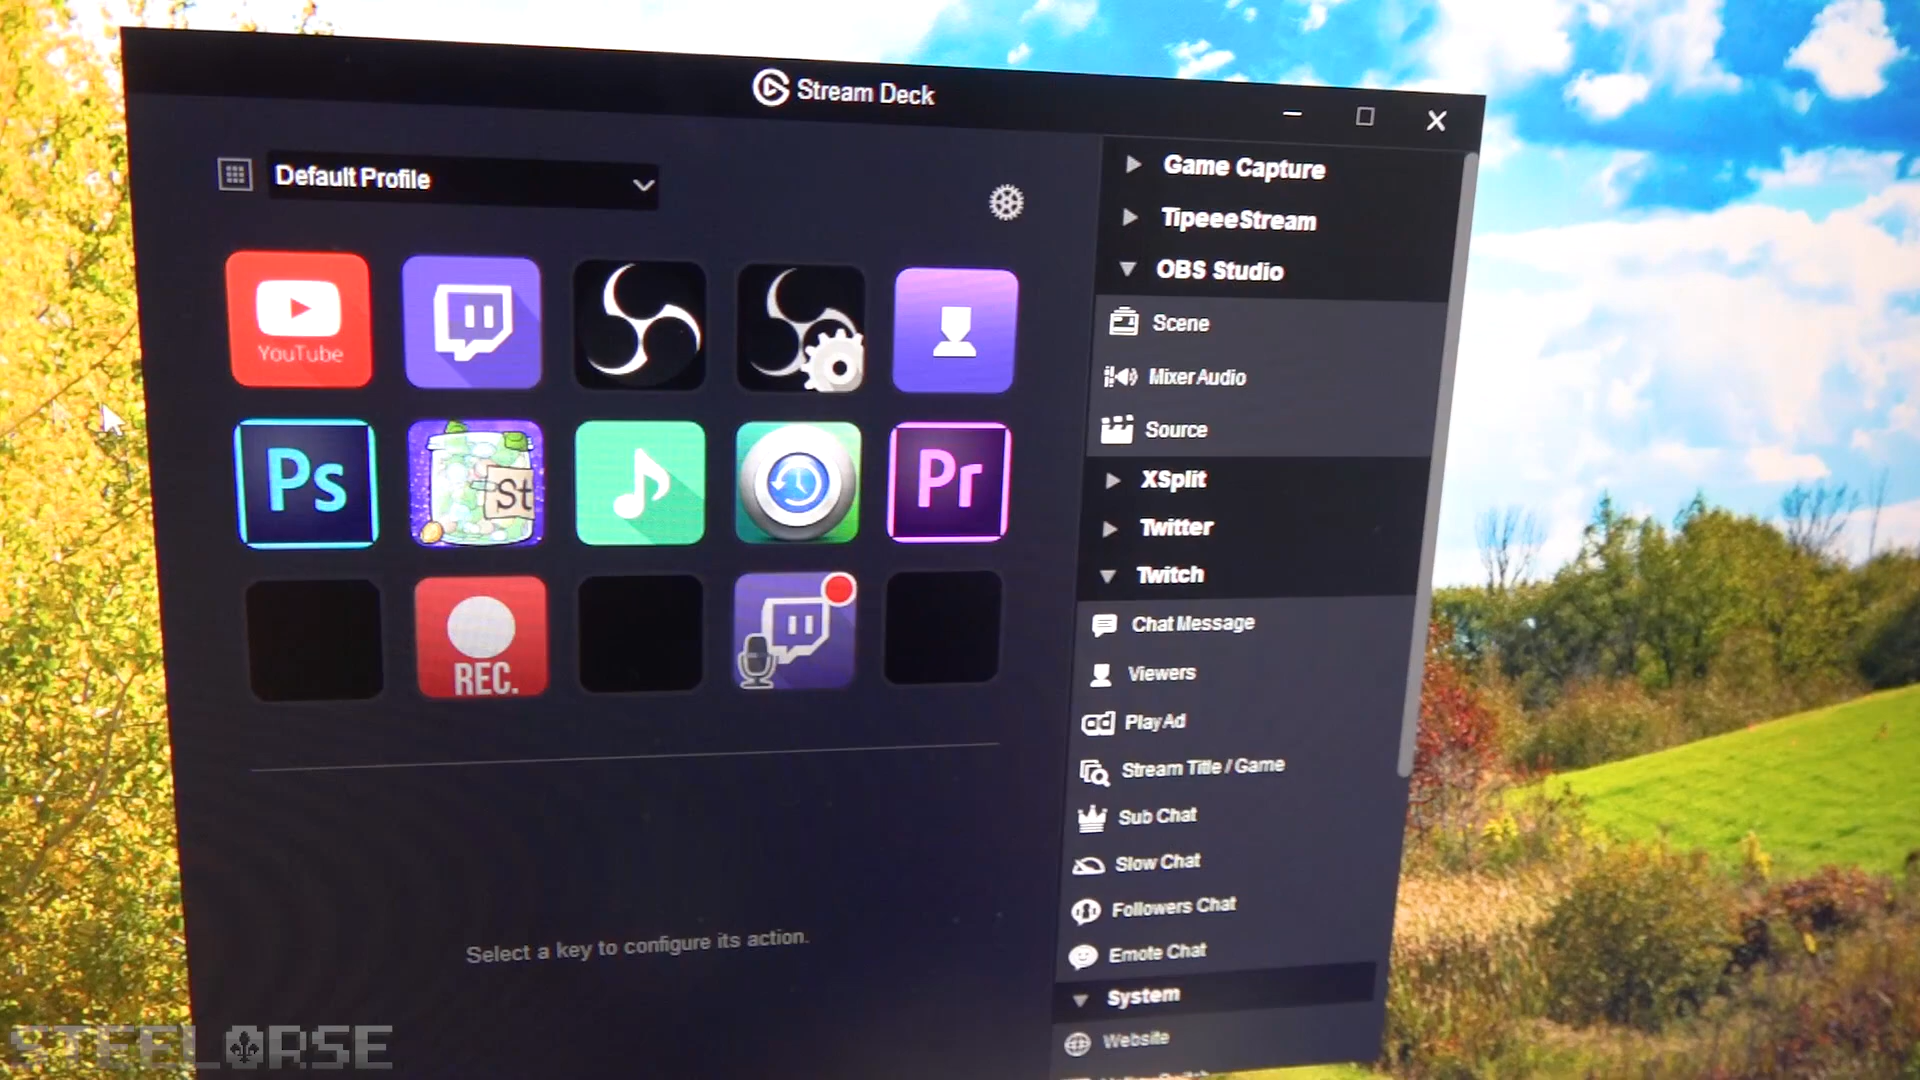 Stream Deck
Default Profile
YouTube
Ps
St
Pr
REC.
Select a key to configure its action.
Game Capture
TipeeeStream
OBS Studio
Scene
Mixer Audio
Source
XSplit
Twitter
Twitch
Chat Message
Viewers
ad Play Ad
Stream Title / Game
Sub Chat
Slow Chat
Followers Chat
Emote Chat
System
Website
STEELORSE